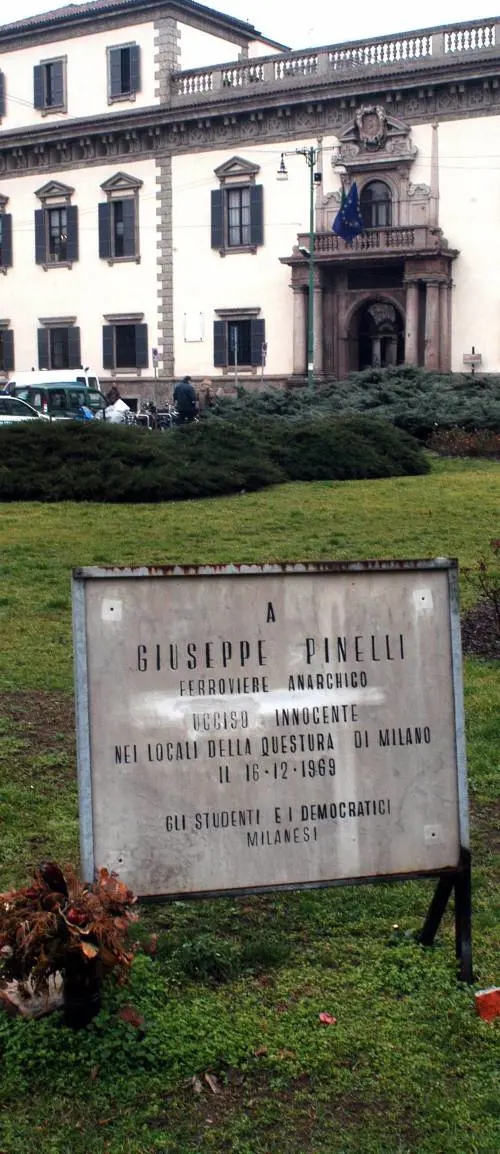 A
GIUSEPPE PINELLI
FERROVIERE ANARCHICO
UCCISO INNOCENTE
NEI LOCALI DELLA QUESTURA DI MILANO
IL 16-12-1969
GLI STUDENTI E I DEMOCRATICI
MILANESI